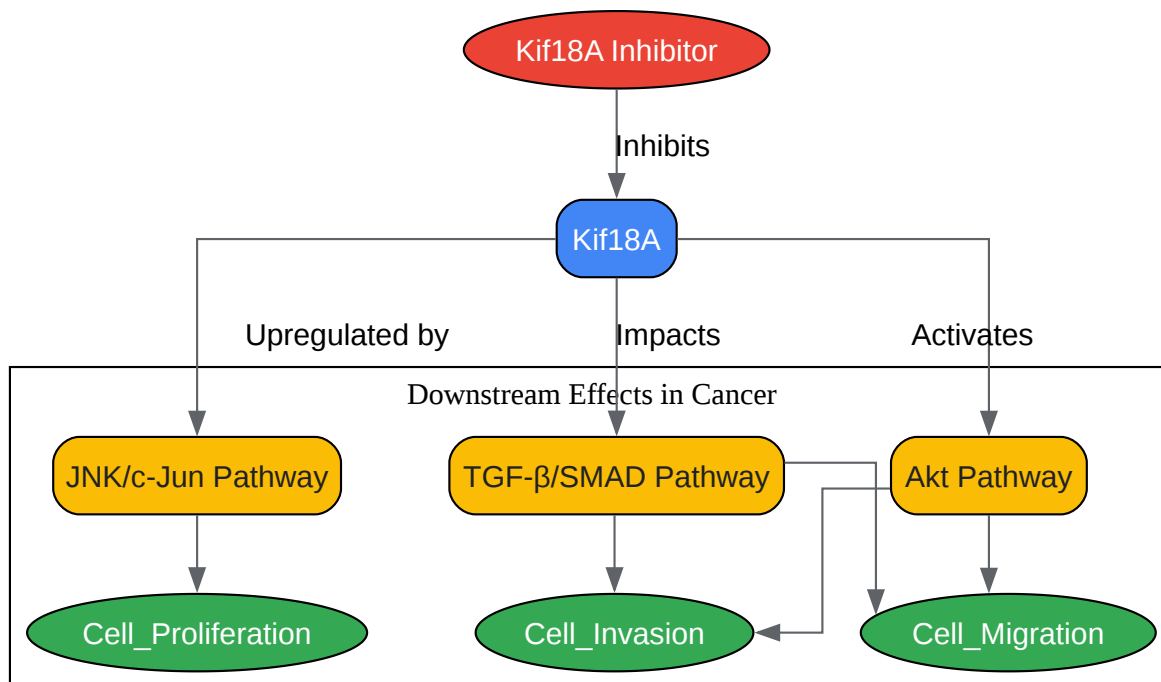 Kif18A Inhibitor
Inhibits
Kif18A
Upregulated by
Impacts
Activates
Downstream Effects in Cancer
JNK/c-Jun Pathway
TGF-β/SMAD Pathway
Akt Pathway
Cell_Proliferation
Cell_Invasion
Cell_Migration